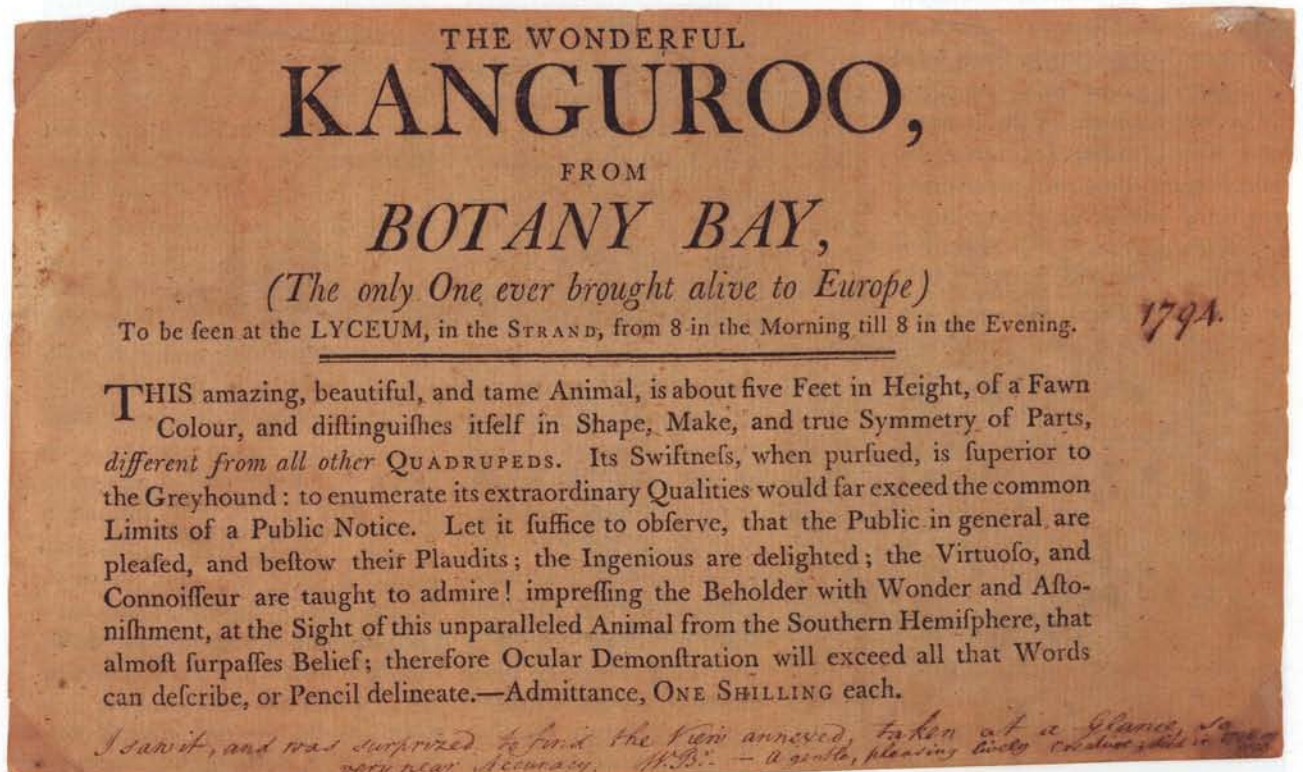 THE WONDERFUL
KANGUROO,
FROM
BOTANY BAY,
(The only One ever brought alive to Europe)
To be ſeen at the LYCEUM, in the STRAND, from 8 in the Morning till 8 in the Evening.
1794.
THIS amazing, beautiful, and tame Animal, is about five Feet in Height, of a Fawn
Colour, and diſtinguiſhes itſelf in Shape, Make, and true Symmetry of Parts,
different from all other QUADRUPEDS. Its Swiftneſs, when purſued, is ſuperior to
the Greyhound: to enumerate its extraordinary Qualities would far exceed the common
Limits of a Public Notice. Let it ſuffice to obſerve, that the Public in general are
pleaſed, and beſtow their Plaudits; the Ingenious are delighted; the Virtuoſo, and
Connoiſſeur are taught to admire! impreſſing the Beholder with Wonder and Aſto-
niſhment, at the Sight of this unparalleled Animal from the Southern Hemiſphere, that
almoſt ſurpaſſes Belief; therefore Ocular Demonſtration will exceed all that Words
can deſcribe, or Pencil delineate.—Admittance, ONE SHILLING each.
I saw it, and was surprized to find the View annexed, taken at a Glance, so
very near Accuracy. — A gentle, pleasing lively creature